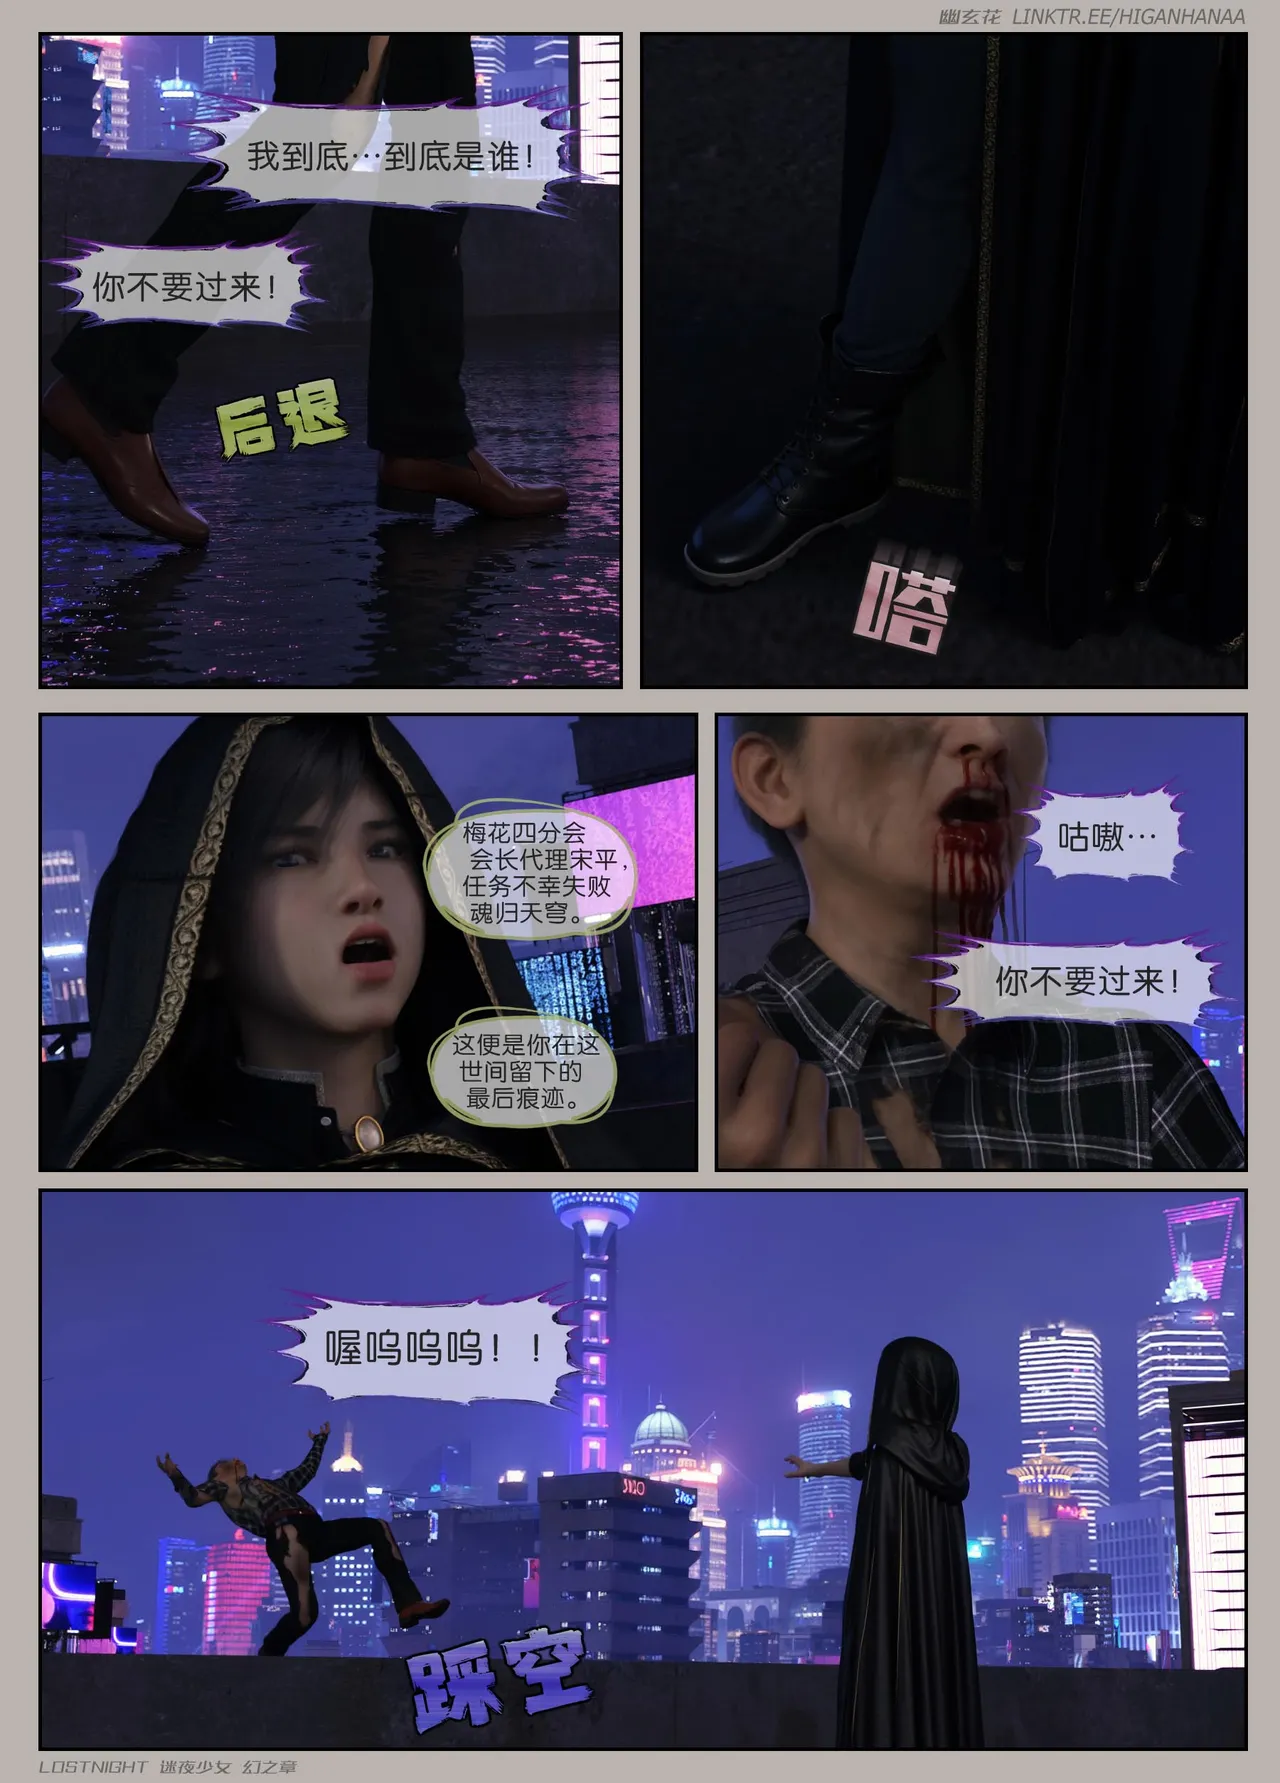 幽玄花 LINKTR.EE/HIGANHANAA
我到底…到底是谁!
你不要过来!
后退
嗒
梅花四分会
会长代理宋平,
任务不幸失败
魂归天穹。
这便是你在这
世间留下的
最后痕迹。
咕嗷…
你不要过来!
喔呜呜呜!!
SHO
踩空
LOSTNIGHT 迷夜少女 幻之章